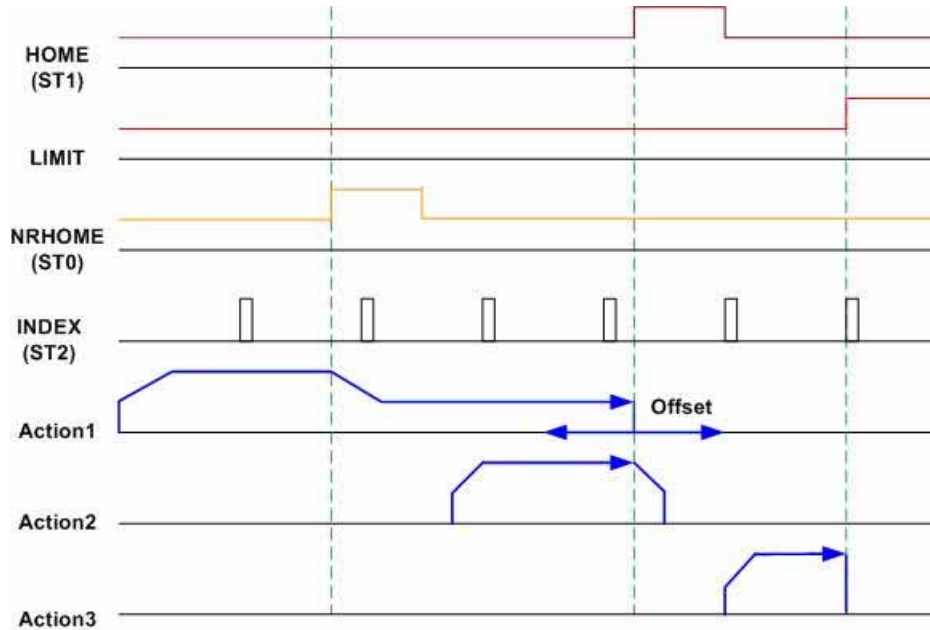 HOME
(ST1)
LIMIT
NRHOME
(ST0)
INDEX
(ST2)
Offset
Action1
Action2
Action3